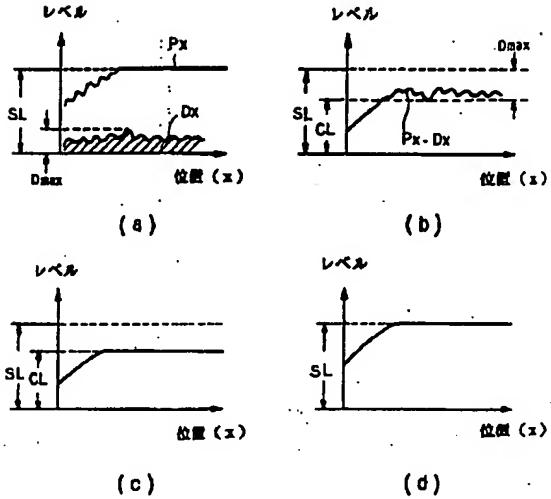 レベル
Px
SL
Dx
Dmax
位置(x)
(a)
レベル
Dmax
SL
CL
Px-Dx
位置(x)
(b)
レベル
SL
CL
位置(x)
(c)
レベル
SL
位置(x)
(d)